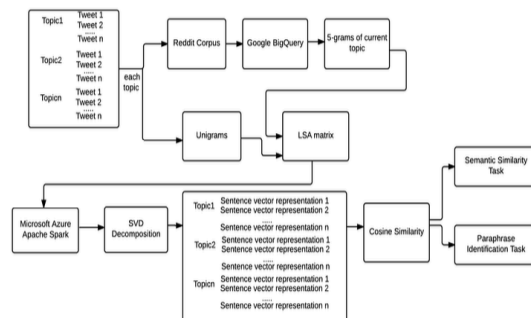 Topic1
Tweet 1
Tweet 2
.....
Tweet n
Topic2
Tweet 1
Tweet 2
.....
Tweet n
Topicn
Tweet 1
Tweet 2
.....
Tweet n
each
topic
Reddit Corpus
Google BigQuery
5-grams of current
topic
Unigrams
LSA matrix
Microsoft Azure
Apache Spark
SVD
Decomposition
Topic1
Sentence vector representation 1
Sentence vector representation 2
.....
Sentence vector representation n
Topic2
Sentence vector representation 1
Sentence vector representation 2
.....
Sentence vector representation n
Topicn
Sentence vector representation 1
Sentence vector representation 2
.....
Sentence vector representation n
Cosine Similarity
Semantic Similarity
Task
Paraphrase
Identification Task